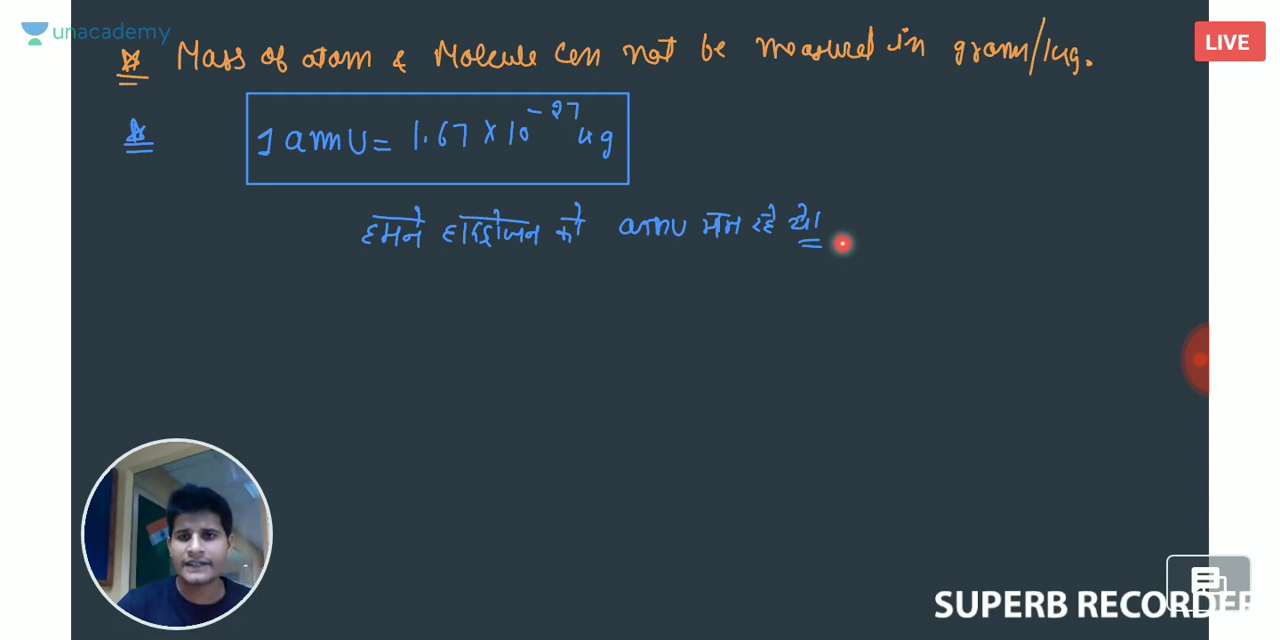 unacademy
LIVE
Mass of atom & Molcule Can not be measured in gram/kg.
1 amU = 1.67 × 10⁻²⁷ kg
हमने हाइड्रोजन को amu मान रहे थे।
SUPERB RECORDER